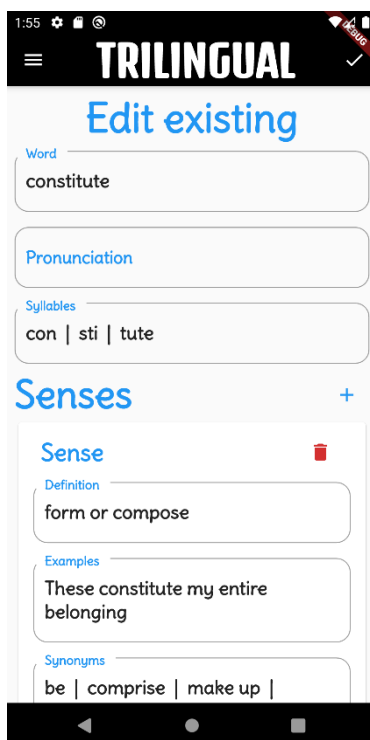 1:55
DEBUG
TRILINGUAL
Edit existing
Word
constitute
Pronunciation
Syllables
con | sti | tute
Senses
+
Sense
Definition
form or compose
Examples
These constitute my entire
belonging
Synonyms
be | comprise | make up |